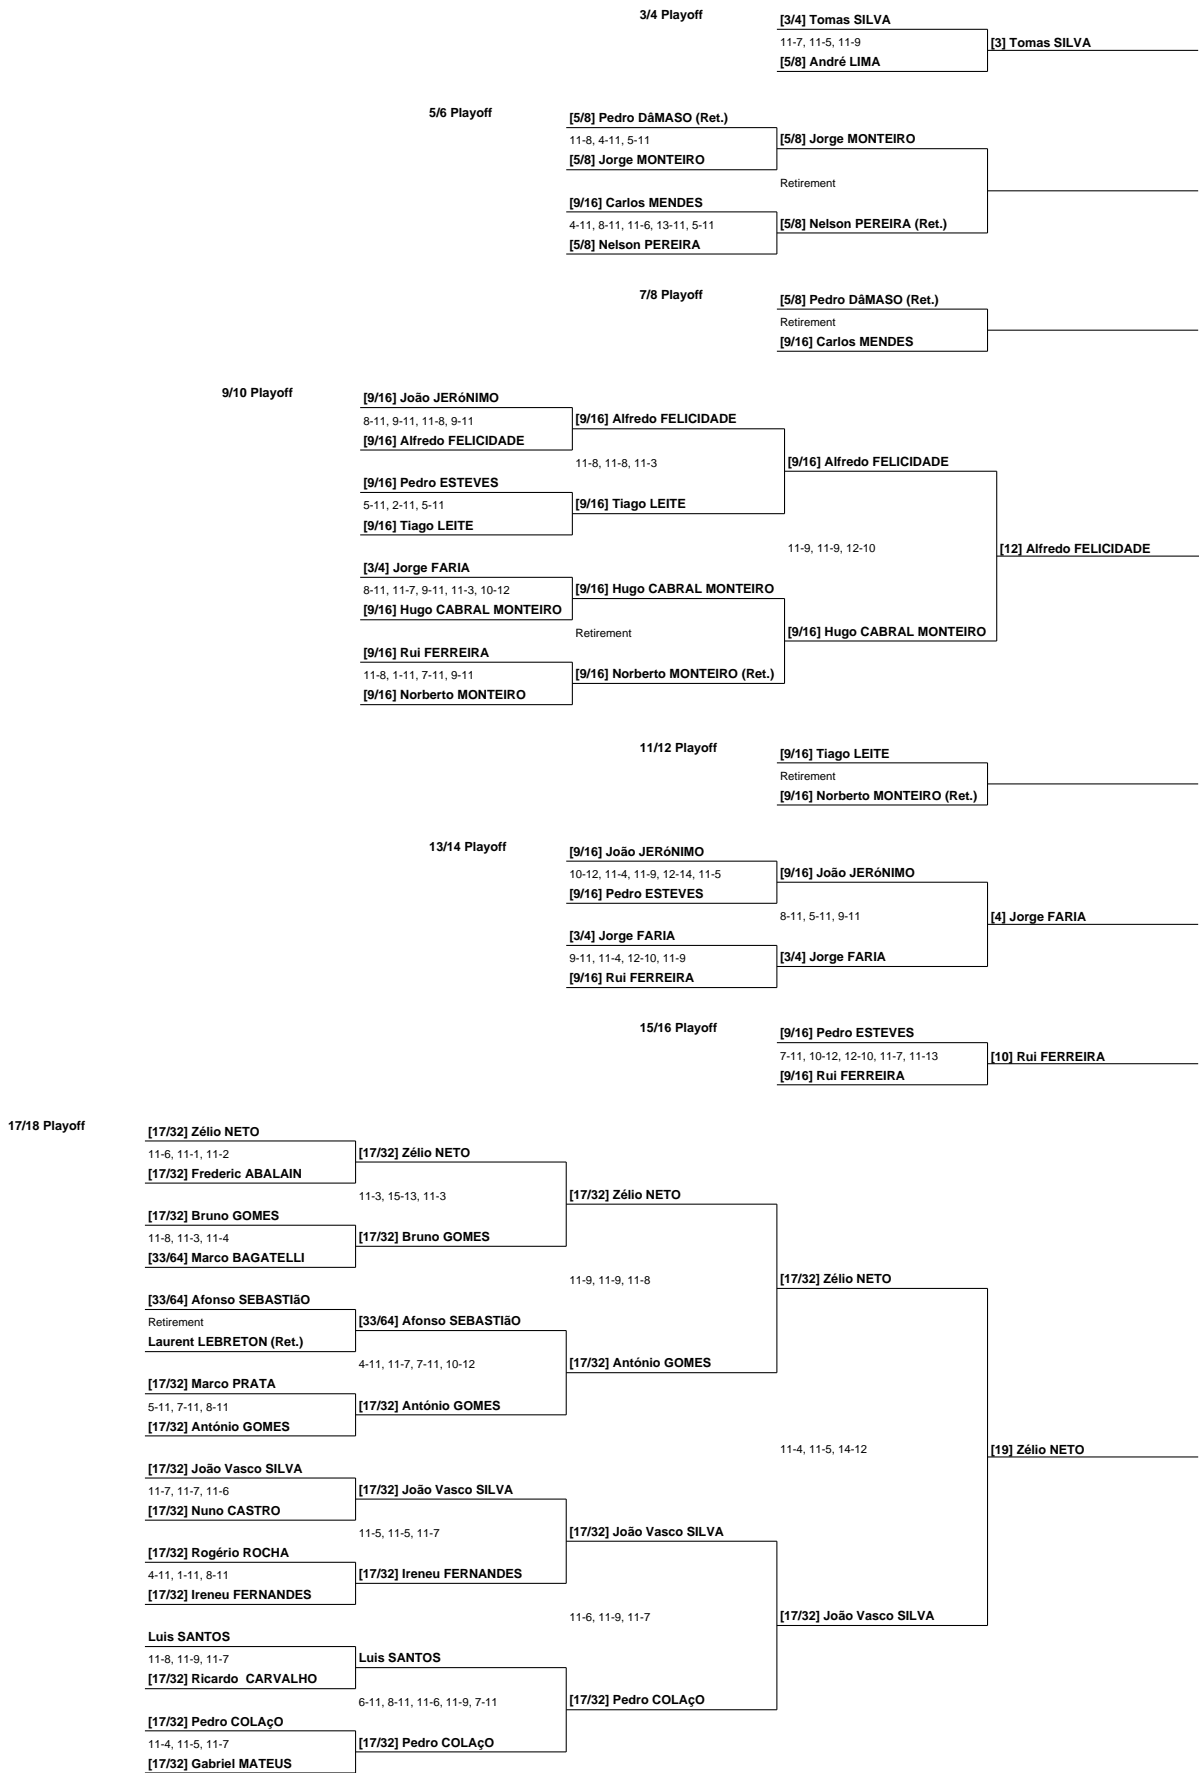 3/4 Playoff
[3/4] Tomas SILVA
11-7, 11-5, 11-9
[3] Tomas SILVA
[5/8] André LIMA
5/6 Playoff
[5/8] Pedro DâMASO (Ret.)
11-8, 4-11, 5-11
[5/8] Jorge MONTEIRO
[5/8] Jorge MONTEIRO
Retirement
[9/16] Carlos MENDES
4-11, 8-11, 11-6, 13-11, 5-11
[5/8] Nelson PEREIRA (Ret.)
[5/8] Nelson PEREIRA
7/8 Playoff
[5/8] Pedro DâMASO (Ret.)
Retirement
[9/16] Carlos MENDES
9/10 Playoff
[9/16] João JERóNIMO
8-11, 9-11, 11-8, 9-11
[9/16] Alfredo FELICIDADE
[9/16] Alfredo FELICIDADE
11-8, 11-8, 11-3
[9/16] Alfredo FELICIDADE
[9/16] Pedro ESTEVES
5-11, 2-11, 5-11
[9/16] Tiago LEITE
[9/16] Tiago LEITE
11-9, 11-9, 12-10
[12] Alfredo FELICIDADE
[3/4] Jorge FARIA
8-11, 11-7, 9-11, 11-3, 10-12
[9/16] Hugo CABRAL MONTEIRO
[9/16] Hugo CABRAL MONTEIRO
Retirement
[9/16] Hugo CABRAL MONTEIRO
[9/16] Rui FERREIRA
11-8, 1-11, 7-11, 9-11
[9/16] Norberto MONTEIRO (Ret.)
[9/16] Norberto MONTEIRO
11/12 Playoff
[9/16] Tiago LEITE
Retirement
[9/16] Norberto MONTEIRO (Ret.)
13/14 Playoff
[9/16] João JERóNIMO
10-12, 11-4, 11-9, 12-14, 11-5
[9/16] João JERóNIMO
[9/16] Pedro ESTEVES
8-11, 5-11, 9-11
[4] Jorge FARIA
[3/4] Jorge FARIA
9-11, 11-4, 12-10, 11-9
[3/4] Jorge FARIA
[9/16] Rui FERREIRA
15/16 Playoff
[9/16] Pedro ESTEVES
7-11, 10-12, 12-10, 11-7, 11-13
[10] Rui FERREIRA
[9/16] Rui FERREIRA
17/18 Playoff
[17/32] Zélio NETO
11-6, 11-1, 11-2
[17/32] Zélio NETO
[17/32] Frederic ABALAIN
11-3, 15-13, 11-3
[17/32] Zélio NETO
[17/32] Bruno GOMES
11-8, 11-3, 11-4
[17/32] Bruno GOMES
[33/64] Marco BAGATELLI
11-9, 11-9, 11-8
[17/32] Zélio NETO
[33/64] Afonso SEBASTIãO
Retirement
[33/64] Afonso SEBASTIãO
Laurent LEBRETON (Ret.)
4-11, 11-7, 7-11, 10-12
[17/32] António GOMES
[17/32] Marco PRATA
5-11, 7-11, 8-11
[17/32] António GOMES
[17/32] António GOMES
11-4, 11-5, 14-12
[19] Zélio NETO
[17/32] João Vasco SILVA
11-7, 11-7, 11-6
[17/32] João Vasco SILVA
[17/32] Nuno CASTRO
11-5, 11-5, 11-7
[17/32] João Vasco SILVA
[17/32] Rogério ROCHA
4-11, 1-11, 8-11
[17/32] Ireneu FERNANDES
[17/32] Ireneu FERNANDES
11-6, 11-9, 11-7
[17/32] João Vasco SILVA
Luis SANTOS
11-8, 11-9, 11-7
Luis SANTOS
[17/32] Ricardo  CARVALHO
6-11, 8-11, 11-6, 11-9, 7-11
[17/32] Pedro COLAçO
[17/32] Pedro COLAçO
11-4, 11-5, 11-7
[17/32] Pedro COLAçO
[17/32] Gabriel MATEUS